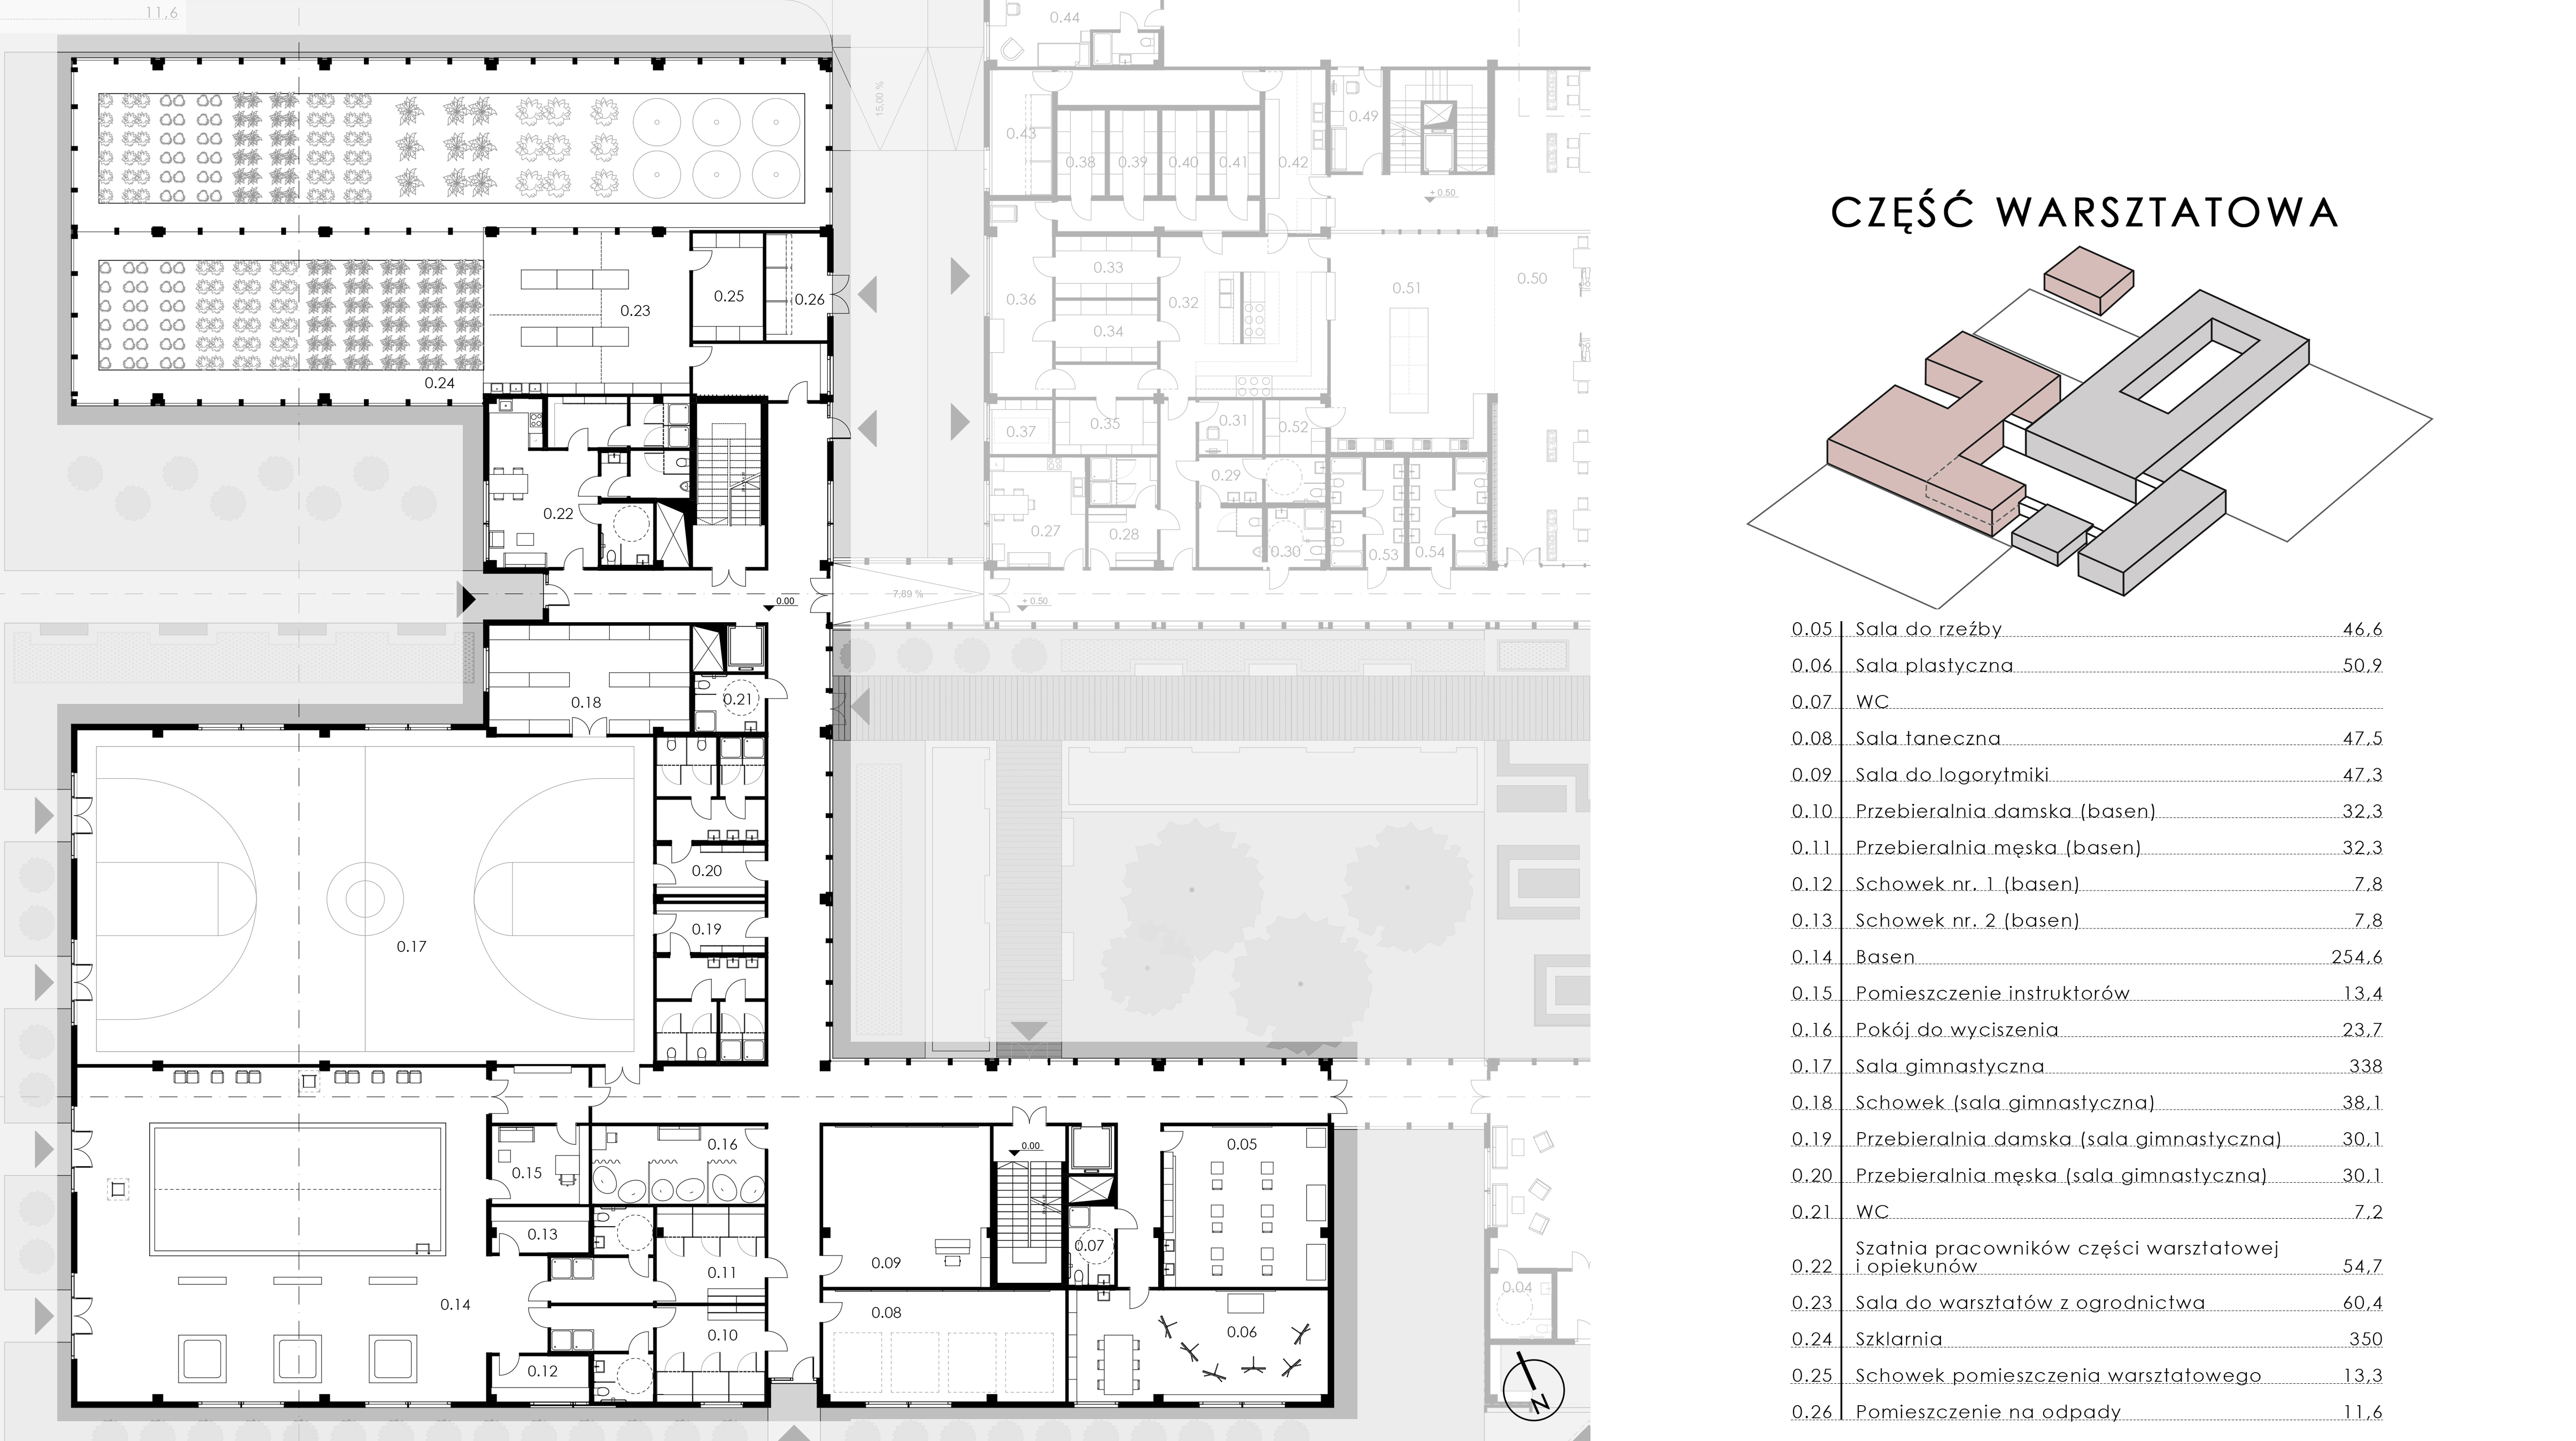 11,6
0.44
15,00 %
0.43
0.38
0.39
0.40
0.41
0.42
0.49
+ 0,50
0.33
0.36
0.34
0.32
0.51
0.50
0.25
0.26
0.23
0.24
0.37
0.35
0.31
0.52
0.29
0.22
0.27
0.28
0.30
0.53
0.54
0.00
7,89 %
+ 0.50
0.18
0.21
0.20
0.19
0.17
0.16
0.15
0.00
0.05
0.13
0.11
0.09
0.07
0.14
0.08
0.10
0.12
0.06
0.04
N
CZĘŚĆ WARSZTATOWA
0.05 Sala do rzeźby 46,6
0.06 Sala plastyczna 50,9
0.07 WC
0.08 Sala taneczna 47,5
0.09 Sala do logorytmiki 47,3
0.10 Przebieralnia damska (basen) 32,3
0.11 Przebieralnia męska (basen) 32,3
0.12 Schowek nr. 1 (basen) 7,8
0.13 Schowek nr. 2 (basen) 7,8
0.14 Basen 254,6
0.15 Pomieszczenie instruktorów 13,4
0.16 Pokój do wyciszenia 23,7
0.17 Sala gimnastyczna 338
0.18 Schowek (sala gimnastyczna) 38,1
0.19 Przebieralnia damska (sala gimnastyczna) 30,1
0.20 Przebieralnia męska (sala gimnastyczna) 30,1
0.21 WC 7,2
Szatnia pracowników części warsztatowej
0.22 i opiekunów 54,7
0.23 Sala do warsztatów z ogrodnictwa 60,4
0.24 Szklarnia 350
0.25 Schowek pomieszczenia warsztatowego 13,3
0.26 Pomieszczenie na odpady 11,6